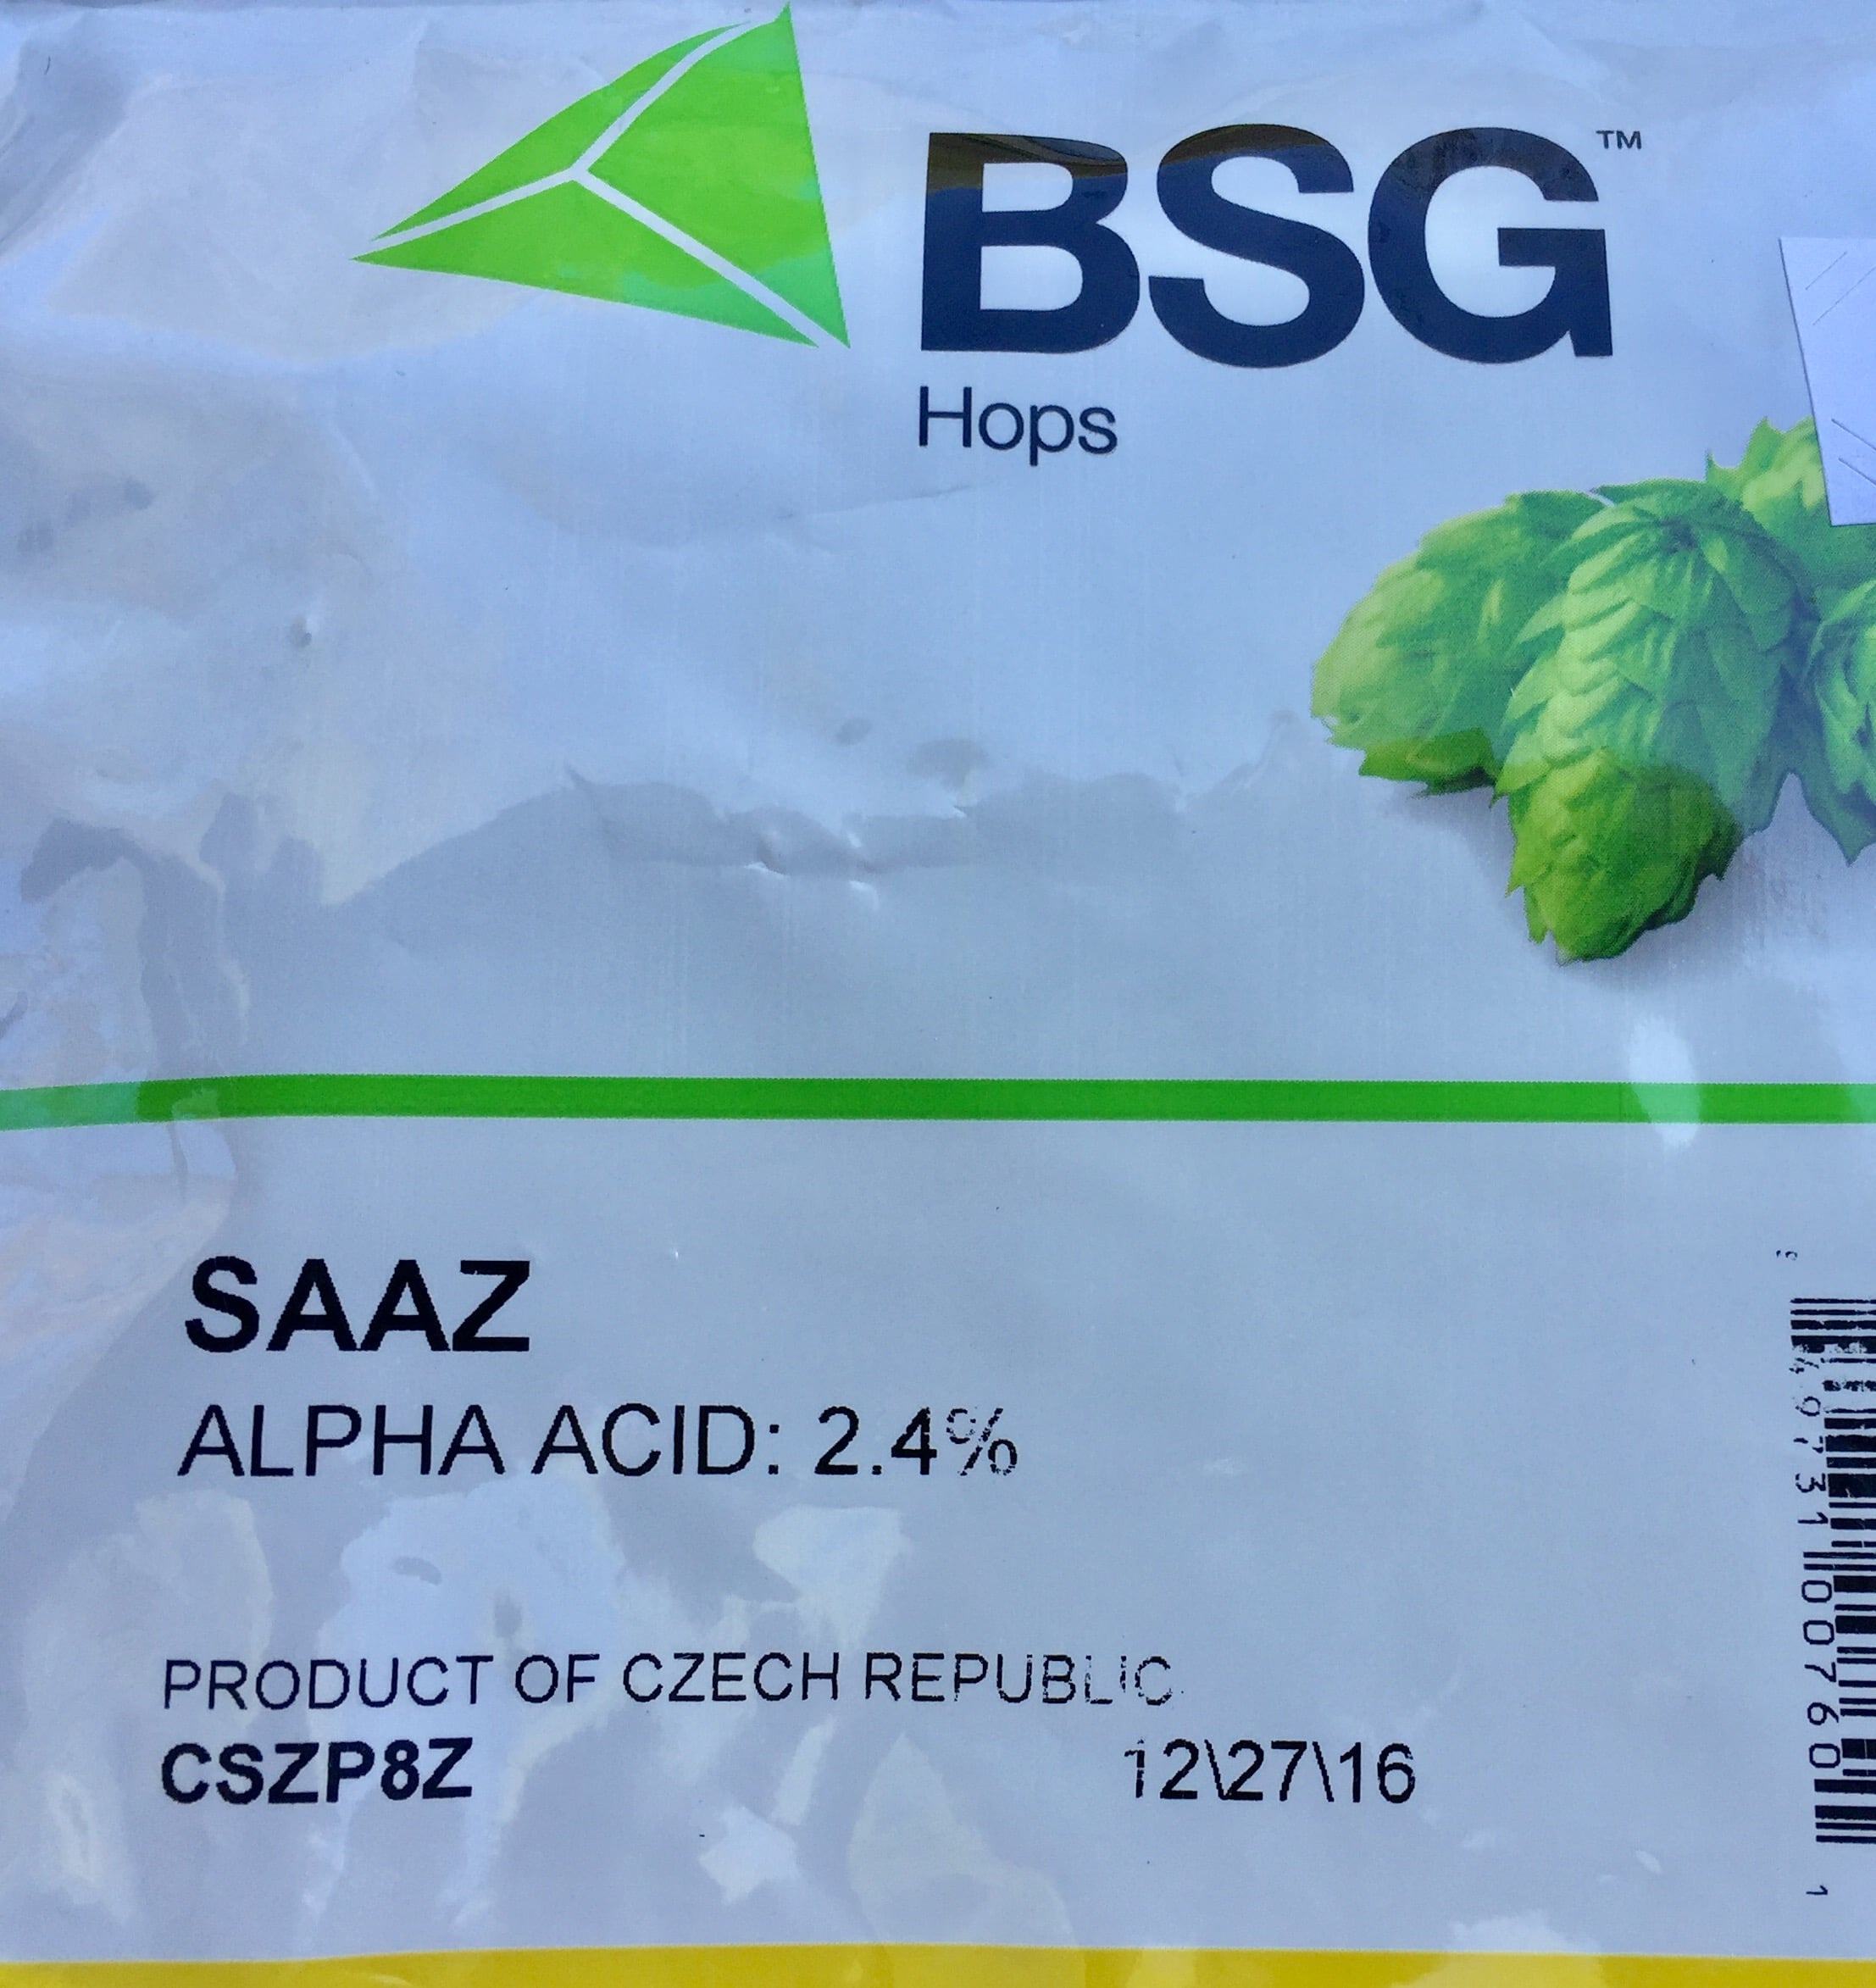 BSG™
Hops
SAAZ
ALPHA ACID: 2.4%
PRODUCT OF CZECH REPUBLIC
CSZP8Z 12\27\16